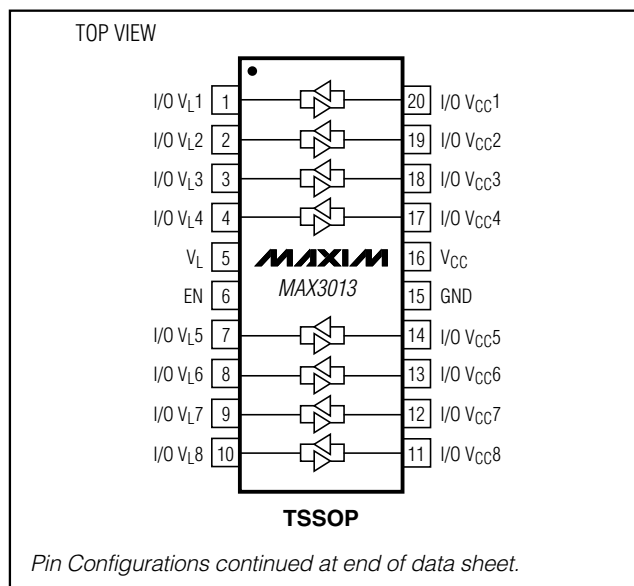 TOP VIEW
I/O VL1 1 20 I/O VCC1
I/O VL2 2 19 I/O VCC2
I/O VL3 3 18 I/O VCC3
I/O VL4 4 17 I/O VCC4
VL 5 MAXIM 16 VCC
EN 6 MAX3013 15 GND
I/O VL5 7 14 I/O VCC5
I/O VL6 8 13 I/O VCC6
I/O VL7 9 12 I/O VCC7
I/O VL8 10 11 I/O VCC8
TSSOP
Pin Configurations continued at end of data sheet.